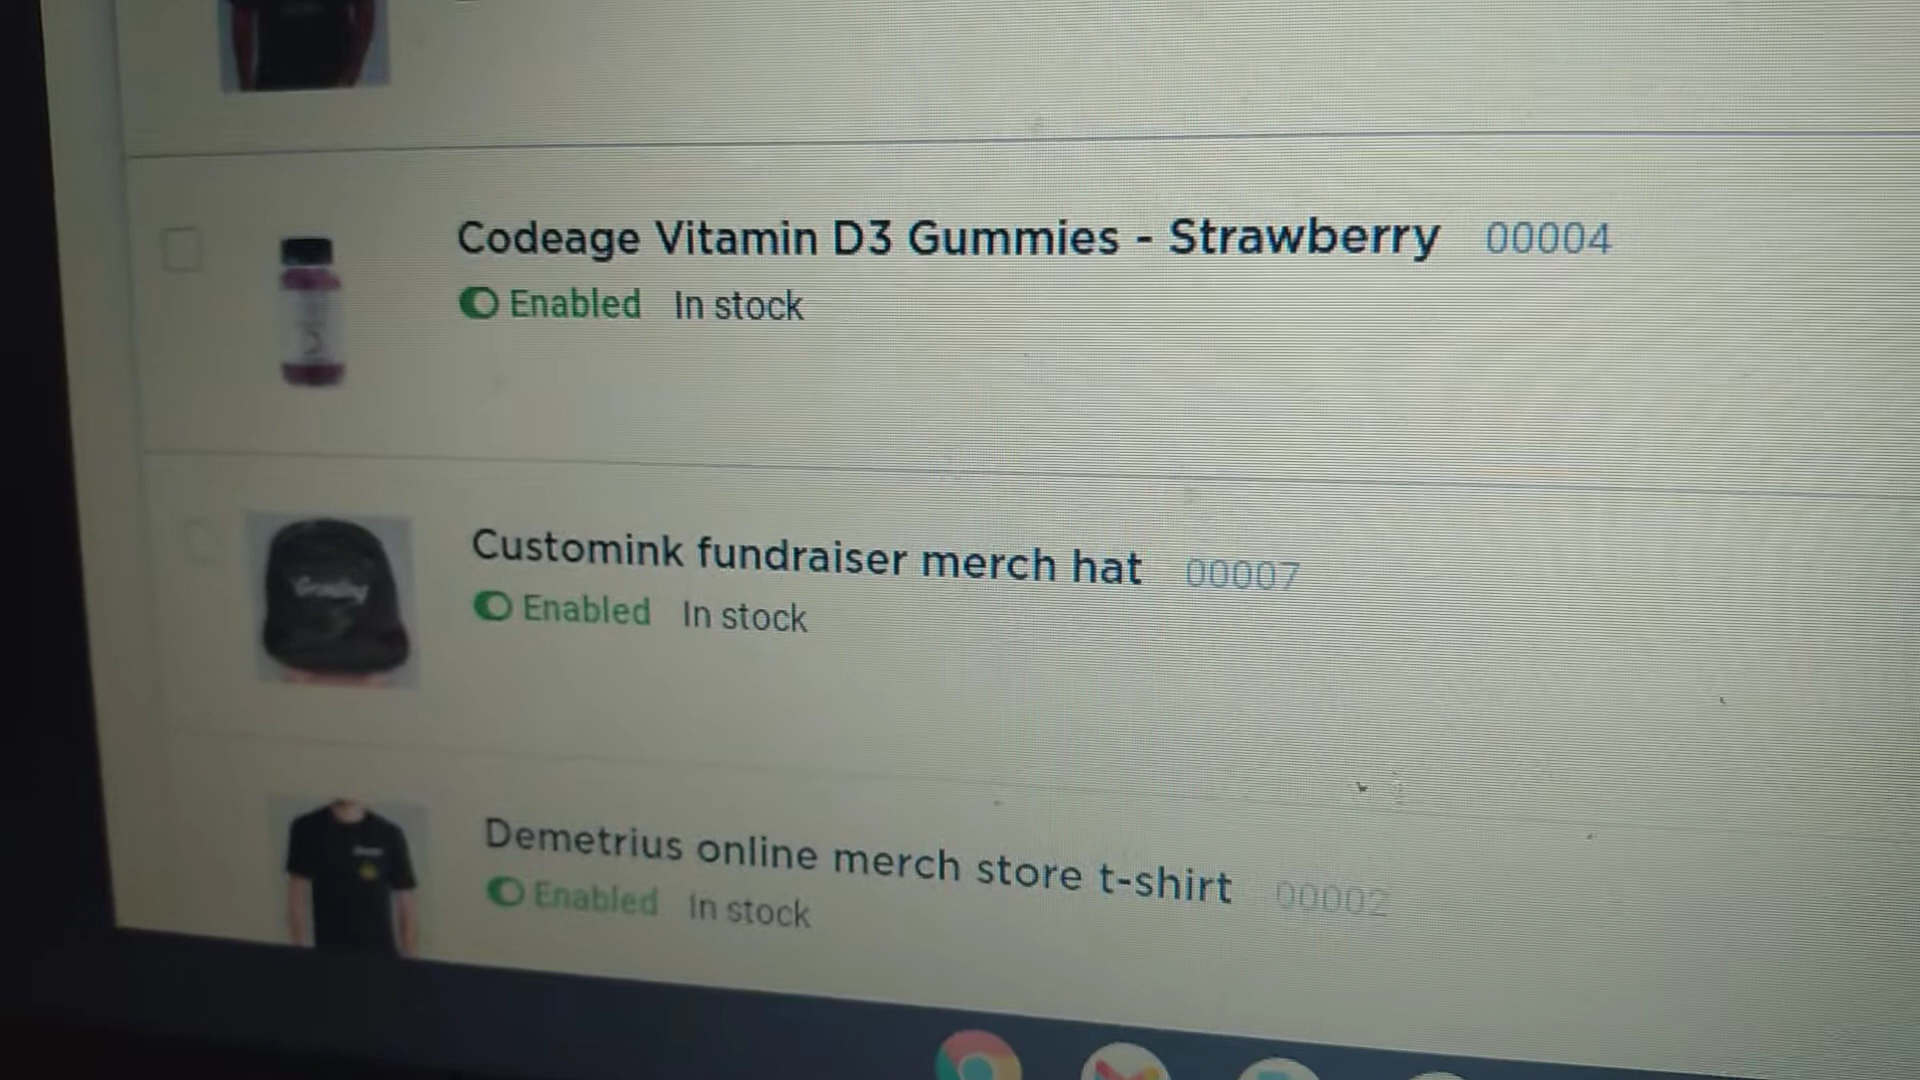 Codeage Vitamin D3 Gummies - Strawberry 00004
Enabled In stock
Customink fundraiser merch hat 00007
Enabled In stock
Demetrius online merch store t-shirt 00002
Enabled In stock